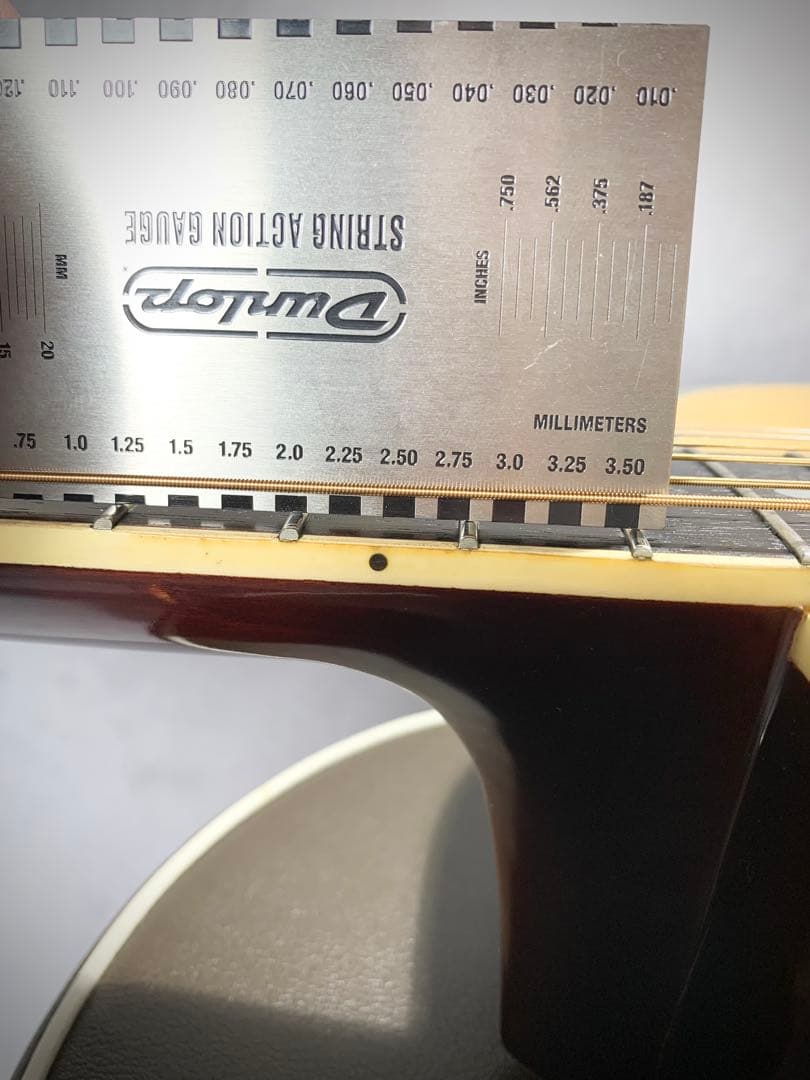 .120" .110" .100" .090" .080" .070" .060" .050" .040" .030" .020" .010"
.750 .562 .375 .187
INCHES
STRING ACTION GAUGE
Dunlop
MM
15 20
MILLIMETERS
.75 1.0 1.25 1.5 1.75 2.0 2.25 2.50 2.75 3.0 3.25 3.50